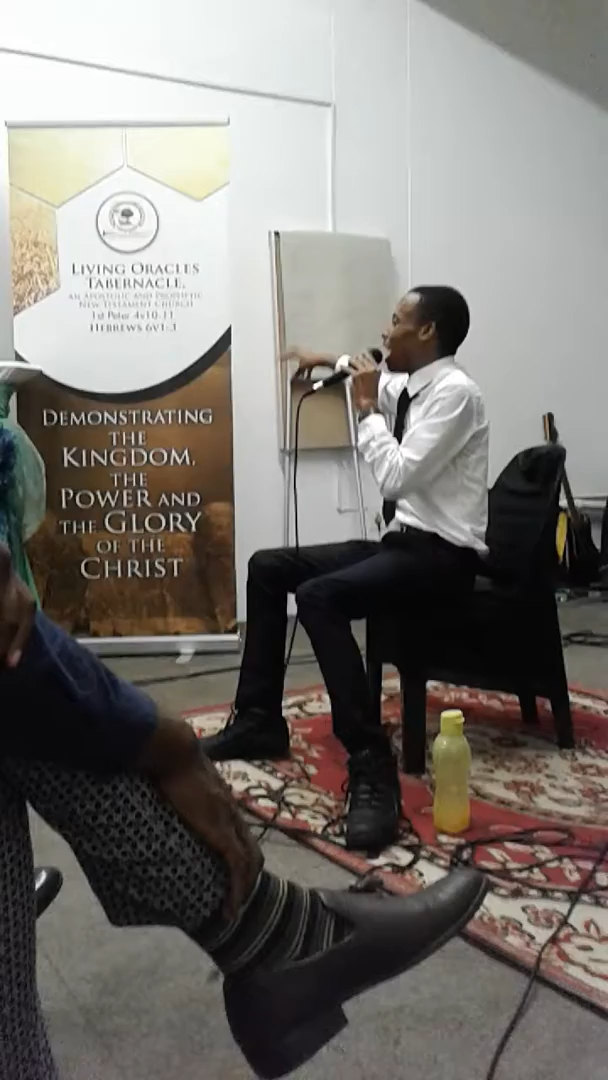 LIVING ORACLES
TABERNACLE,
AN APOSTOLIC AND PROPHETIC
NEW TESTAMENT CHURCH
1st Peter 4v10-11
HEBREWS 6v1-3
DEMONSTRATING
THE
KINGDOM,
THE
POWER AND
THE GLORY
OF THE
CHRIST